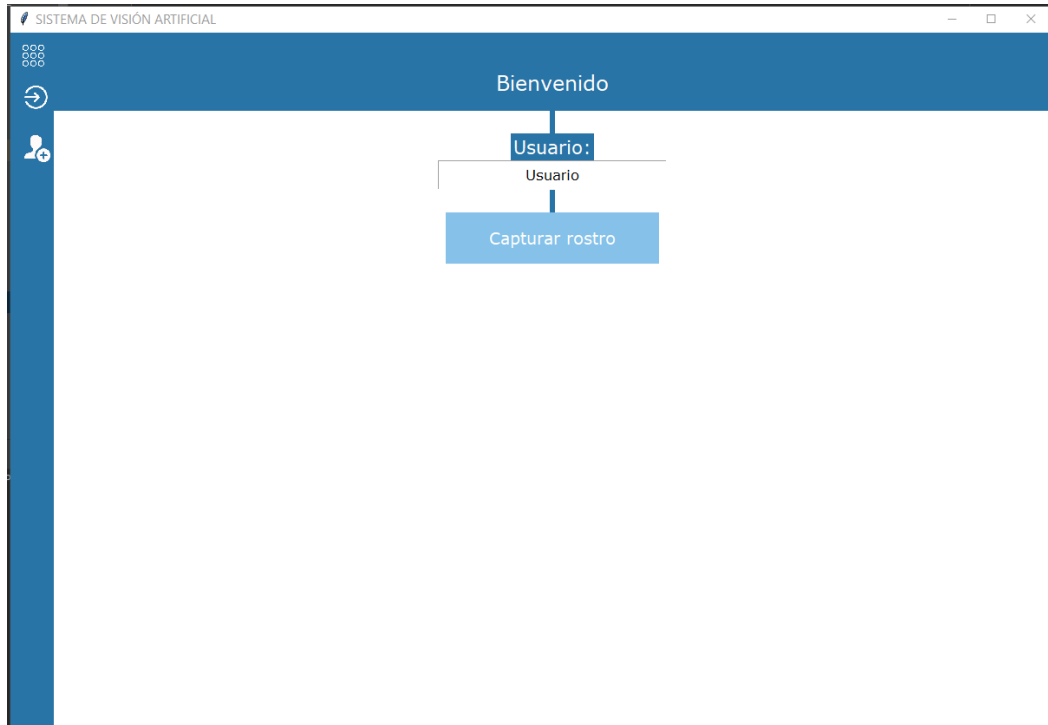 SISTEMA DE VISIÓN ARTIFICIAL
Bienvenido
Usuario:
Usuario
Capturar rostro